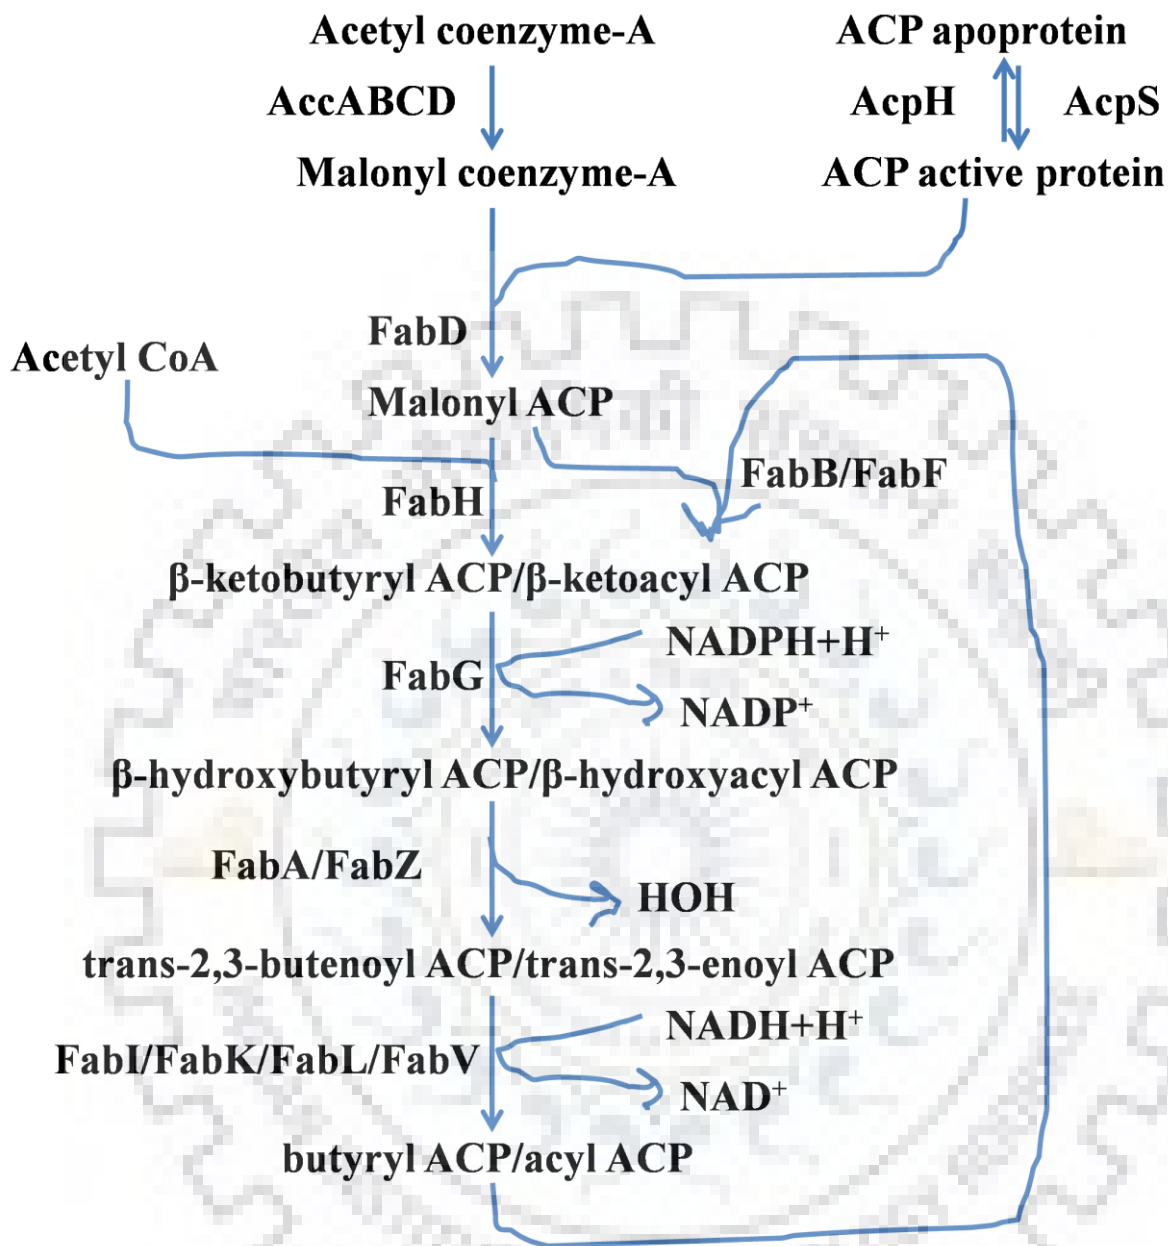 Acetyl coenzyme-A
ACP apoprotein
AccABCD
AcpH
AcpS
Malonyl coenzyme-A
ACP active protein
FabD
Acetyl CoA
Malonyl ACP
FabB/FabF
FabH
β-ketobutyryl ACP/β-ketoacyl ACP
NADPH+H⁺
FabG
NADP⁺
β-hydroxybutyryl ACP/β-hydroxyacyl ACP
FabA/FabZ
HOH
trans-2,3-butenoyl ACP/trans-2,3-enoyl ACP
NADH+H⁺
FabI/FabK/FabL/FabV
NAD⁺
butyryl ACP/acyl ACP